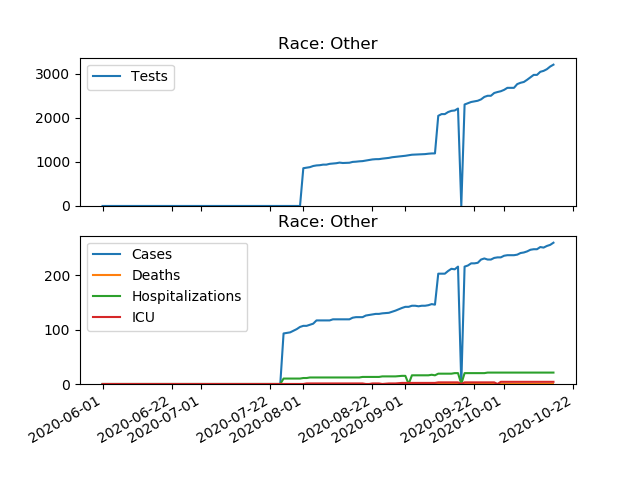 Race: Other
3000
2000
1000
0
Tests
Race: Other
200
100
0
Cases
Deaths
Hospitalizations
ICU
2020-06-01
2020-06-22
2020-07-01
2020-07-22
2020-08-01
2020-08-22
2020-09-01
2020-09-22
2020-10-01
2020-10-22